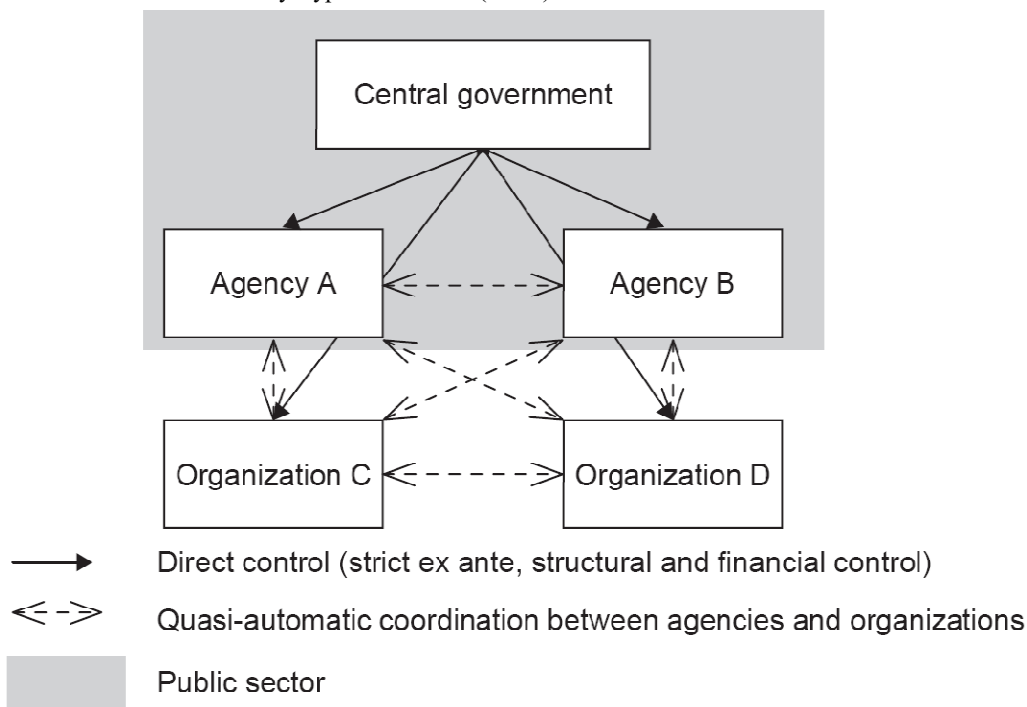 Central government
Agency A
Agency B
Organization C
Organization D
Direct control (strict ex ante, structural and financial control)
Quasi-automatic coordination between agencies and organizations
Public sector